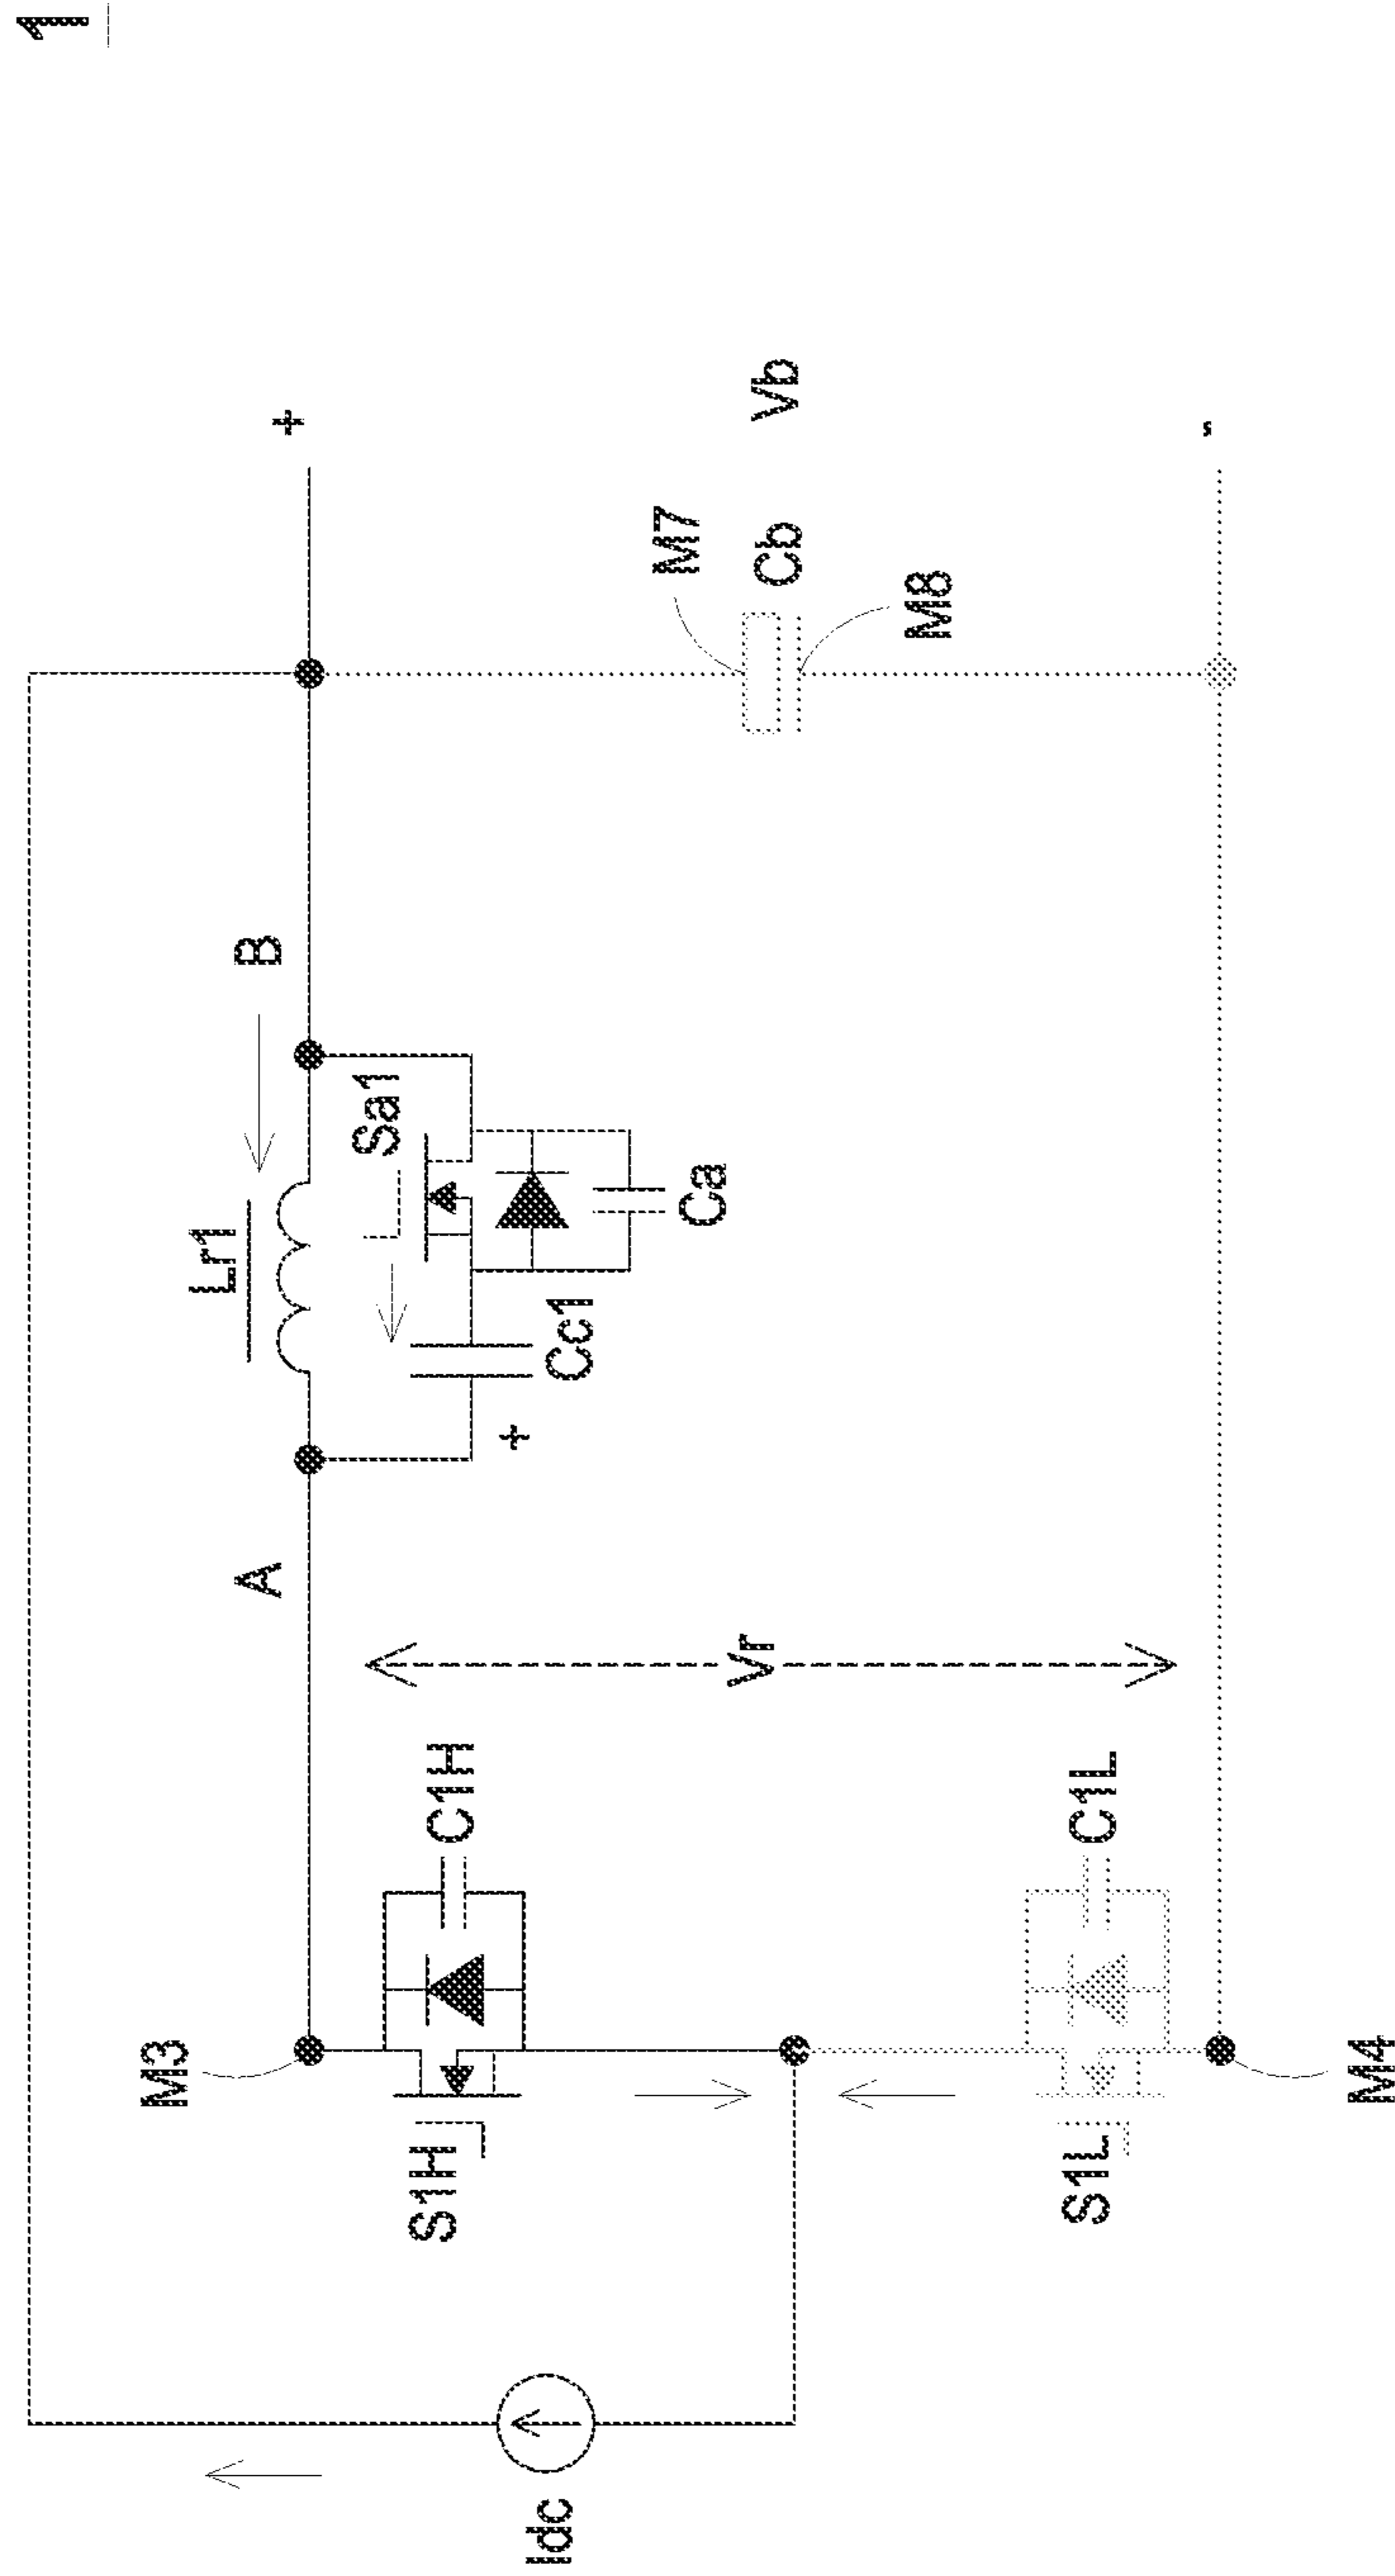 1
+
Vb
-
M7
Cb
M8
B
Lr1
Sa1
Ca
Cc1
+
A
Vr
C1H
C1L
M3
M4
S1H
S1L
Idc